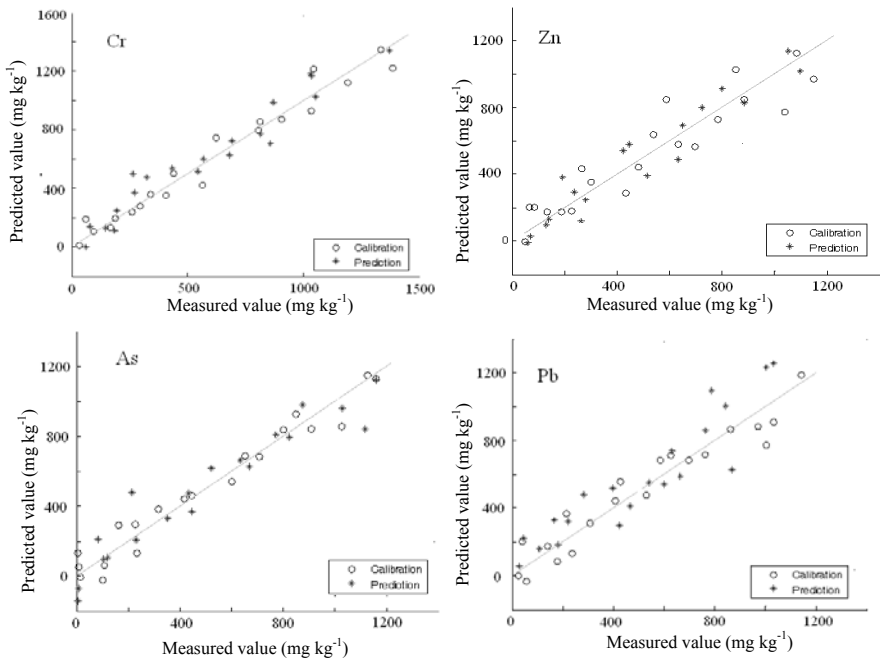 Cr
Predicted value (mg kg-1)
1600
1200
800
400
0
0
500
1000
1500
Calibration
Prediction
Measured value (mg kg-1)
Zn
Predicted value (mg kg-1)
1200
800
400
0
0
400
800
1200
Calibration
Prediction
Measured value (mg kg-1)
As
Predicted value (mg kg-1)
1200
800
400
0
0
400
800
1200
Calibration
Prediction
Measured value (mg kg-1)
Pb
Predicted value (mg kg-1)
1200
800
400
0
0
400
800
1200
Calibration
Prediction
Measured value (mg kg-1)